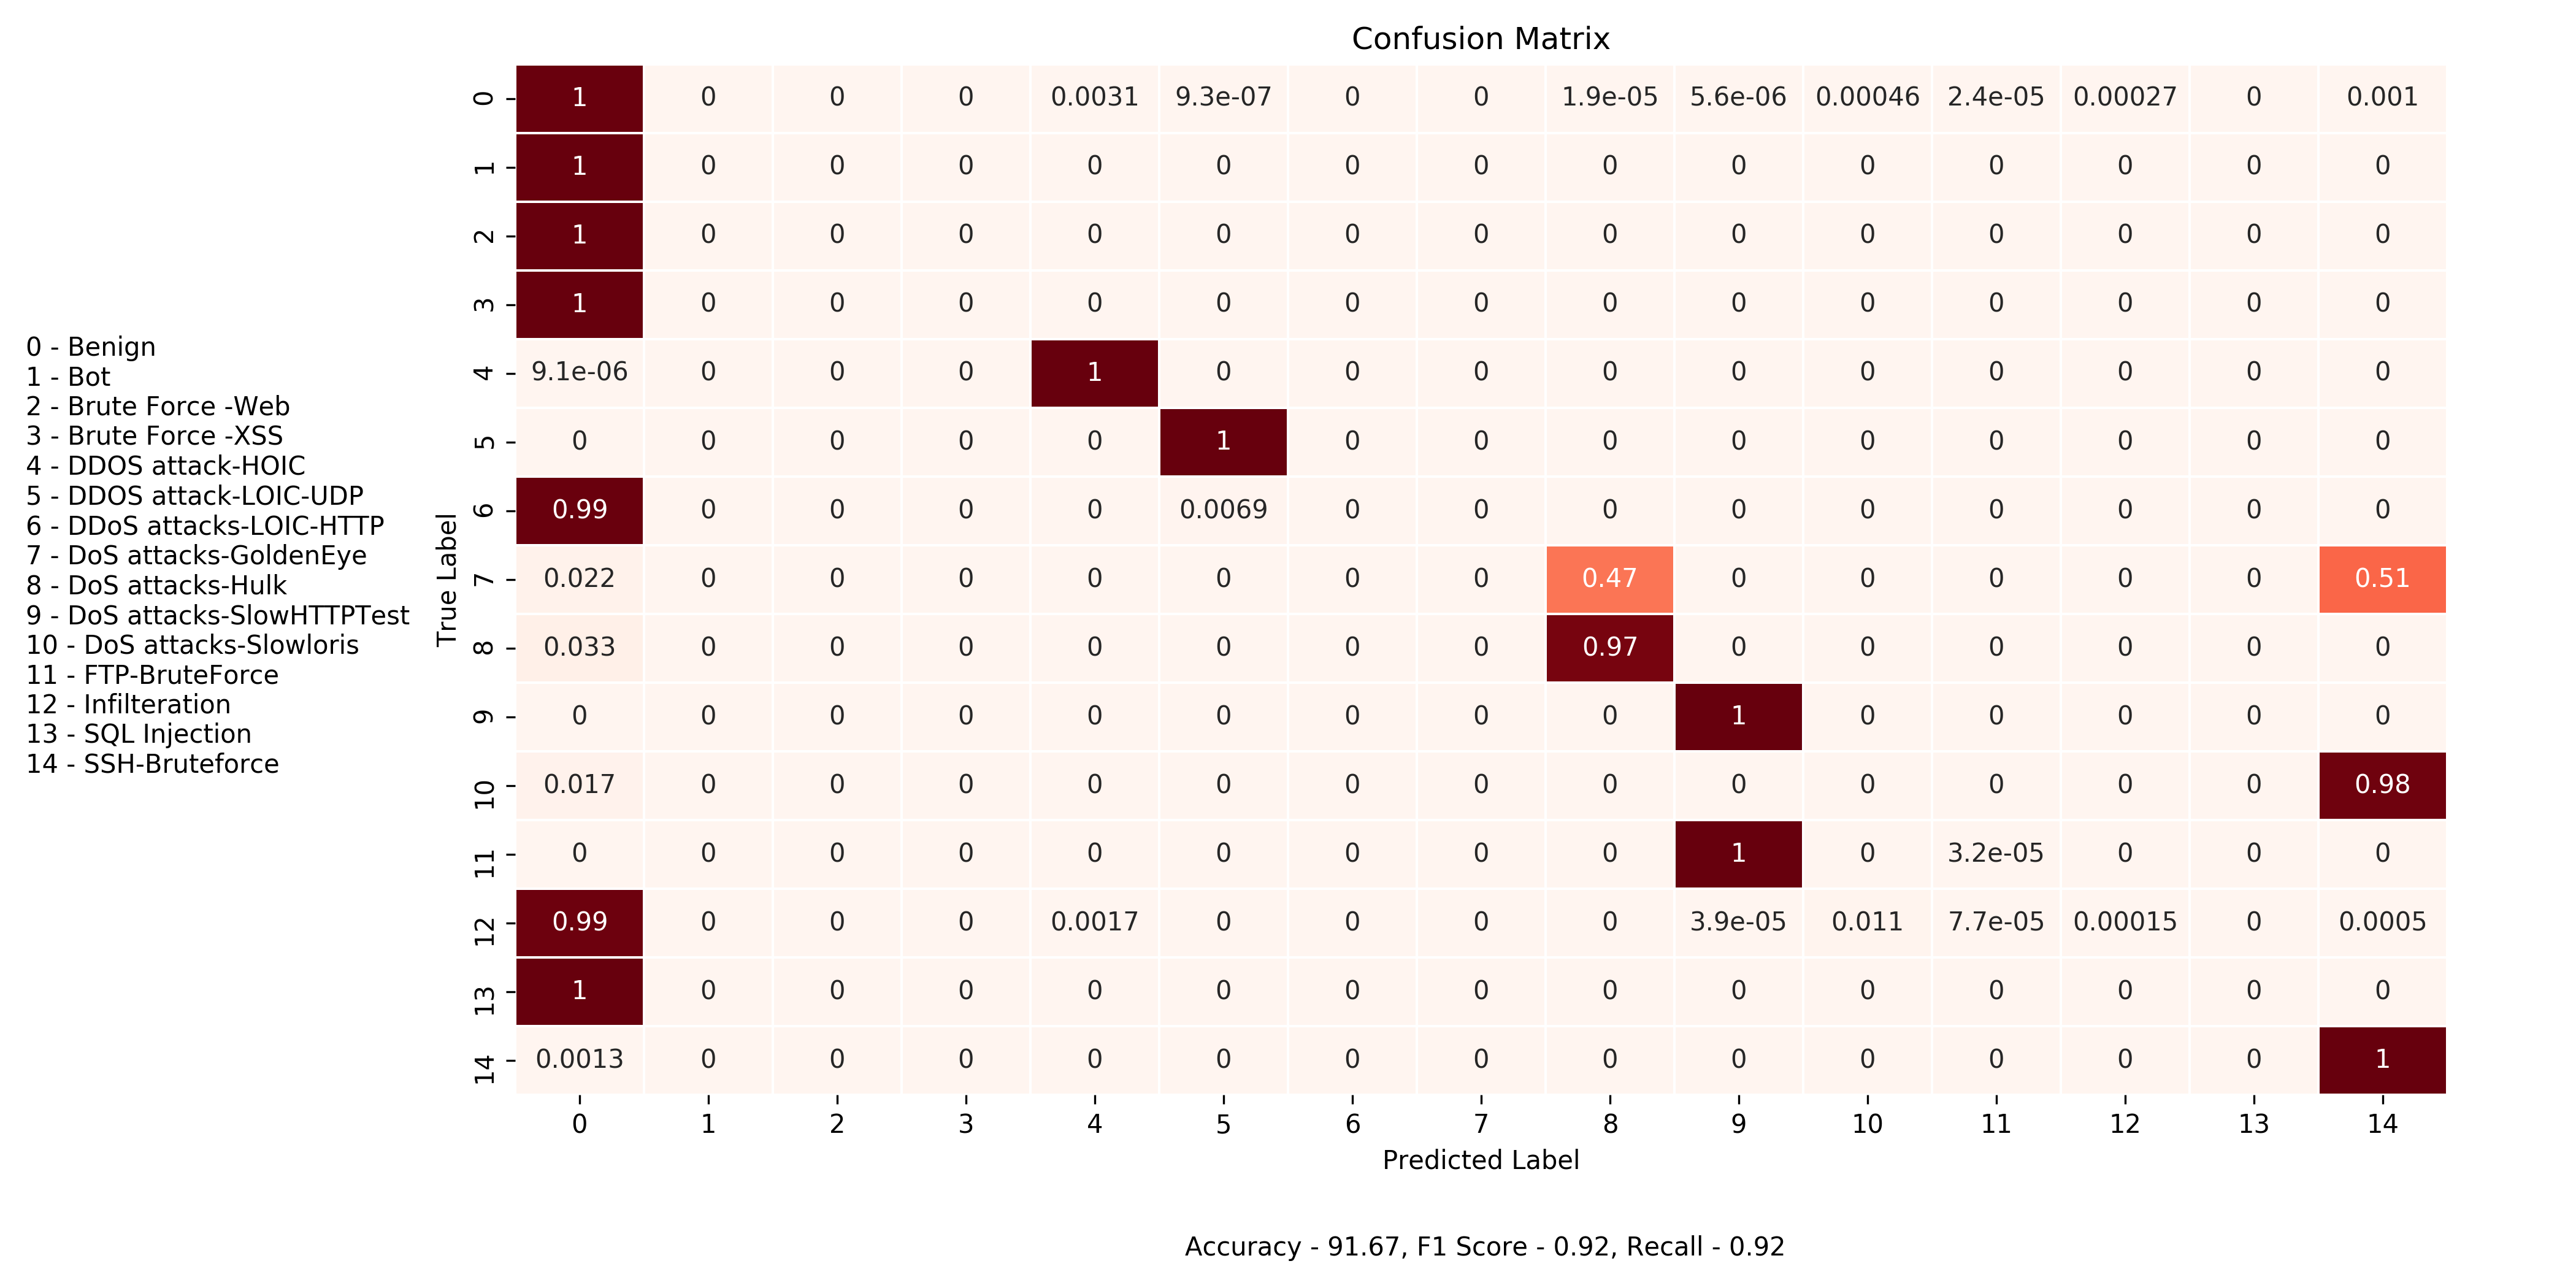 Confusion Matrix
0 1 0 0 0 0.0031 9.3e-07 0 0 1.9e-05 5.6e-06 0.00046 2.4e-05 0.00027 0 0.001
1 1 0 0 0 0 0 0 0 0 0 0 0 0 0 0
2 1 0 0 0 0 0 0 0 0 0 0 0 0 0 0
3 1 0 0 0 0 0 0 0 0 0 0 0 0 0 0
4 9.1e-06 0 0 0 1 0 0 0 0 0 0 0 0 0 0
5 0 0 0 0 0 1 0 0 0 0 0 0 0 0 0
6 0.99 0 0 0 0 0.0069 0 0 0 0 0 0 0 0 0
7 0.022 0 0 0 0 0 0 0 0.47 0 0 0 0 0 0.51
8 0.033 0 0 0 0 0 0 0 0.97 0 0 0 0 0 0
9 0 0 0 0 0 0 0 0 0 1 0 0 0 0 0
10 0.017 0 0 0 0 0 0 0 0 0 0 0 0 0 0.98
11 0 0 0 0 0 0 0 0 0 1 0 3.2e-05 0 0 0
12 0.99 0 0 0 0.0017 0 0 0 0 3.9e-05 0.011 7.7e-05 0.00015 0 0.0005
13 1 0 0 0 0 0 0 0 0 0 0 0 0 0 0
14 0.0013 0 0 0 0 0 0 0 0 0 0 0 0 0 1
0 1 2 3 4 5 6 7 8 9 10 11 12 13 14
Predicted Label
True Label
0 - Benign
1 - Bot
2 - Brute Force -Web
3 - Brute Force -XSS
4 - DDOS attack-HOIC
5 - DDOS attack-LOIC-UDP
6 - DDoS attacks-LOIC-HTTP
7 - DoS attacks-GoldenEye
8 - DoS attacks-Hulk
9 - DoS attacks-SlowHTTPTest
10 - DoS attacks-Slowloris
11 - FTP-BruteForce
12 - Infilteration
13 - SQL Injection
14 - SSH-Bruteforce
Accuracy - 91.67, F1 Score - 0.92, Recall - 0.92